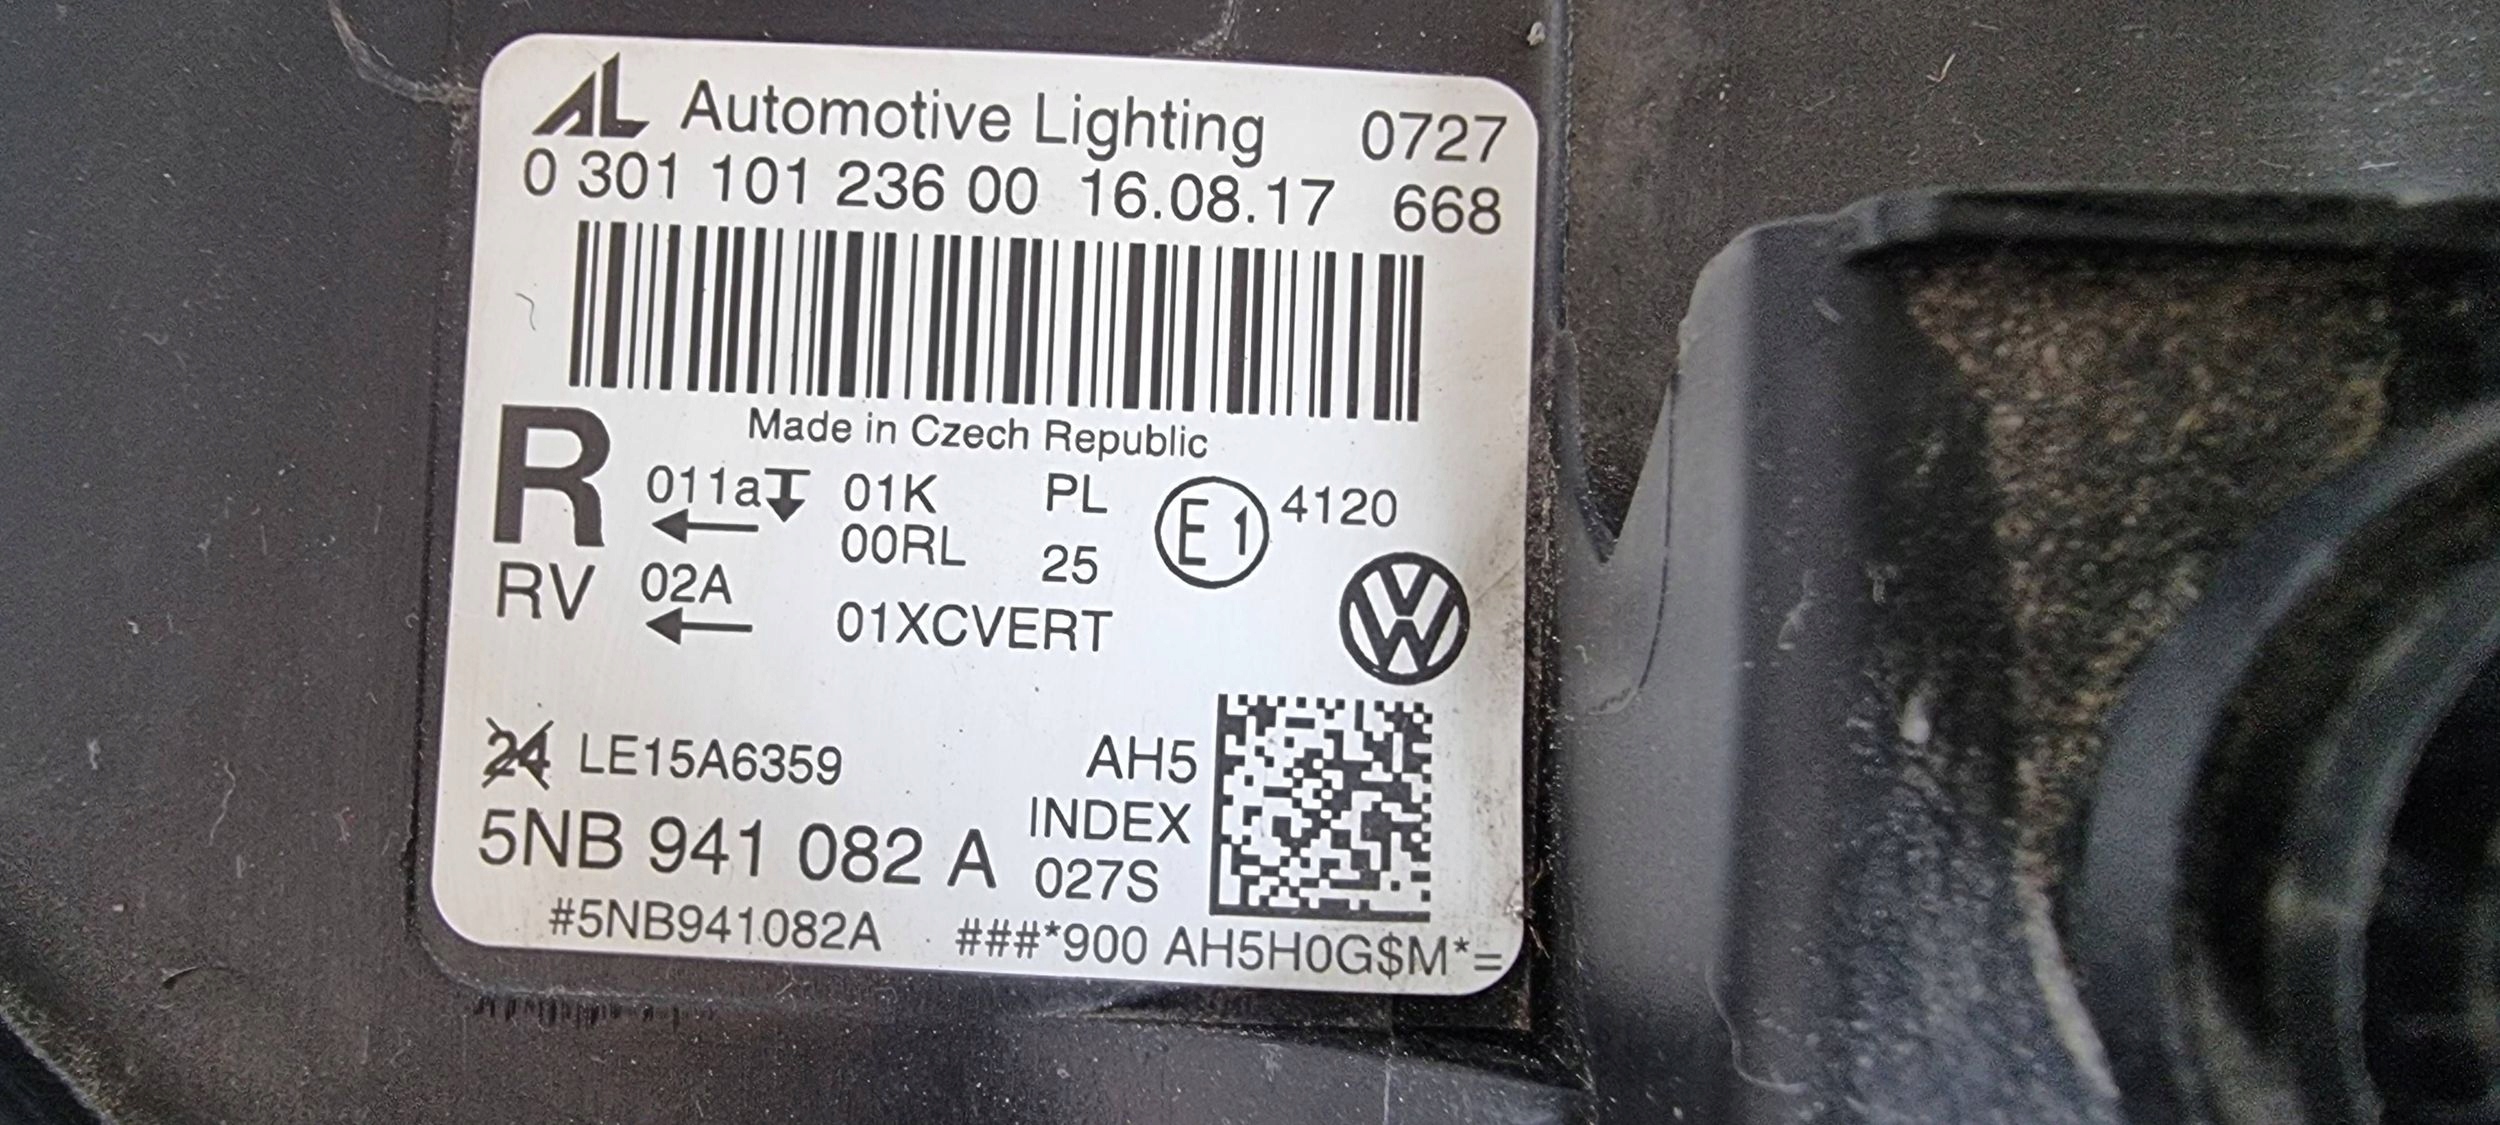 AL Automotive Lighting 0727
0 301 101 236 00 16.08.17 668
Made in Czech Republic
R 011a 01K PL E1 4120
00RL 25
RV 02A
01XCVERT
24 LE15A6359 AH5
INDEX
5NB 941 082 A 027S
#5NB941082A ###*900 AH5H0G$M*=